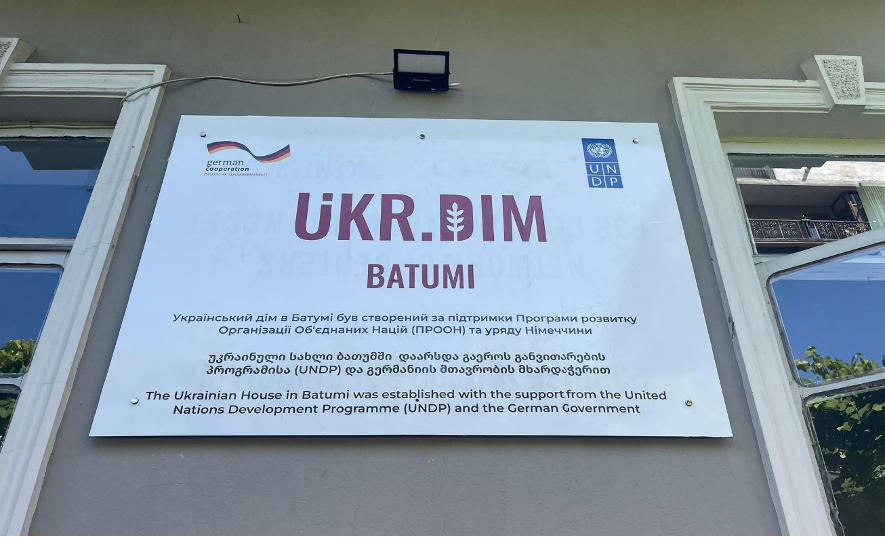 german
cooperation
DEUTSCHE ZUSAMMENARBEIT
U N
D P
UKR.DIM
BATUMI
Український дім в Батумі був створений за підтримки Програми розвитку
Організації Об'єднаних Націй (ПРООН) та уряду Німеччини
უკრაინული სახლი ბათუმში დაარსდა გაეროს განვითარების
პროგრამისა (UNDP) და გერმანიის მთავრობის მხარდაჭერით
The Ukrainian House in Batumi was established with the support from the United
Nations Development Programme (UNDP) and the German Government